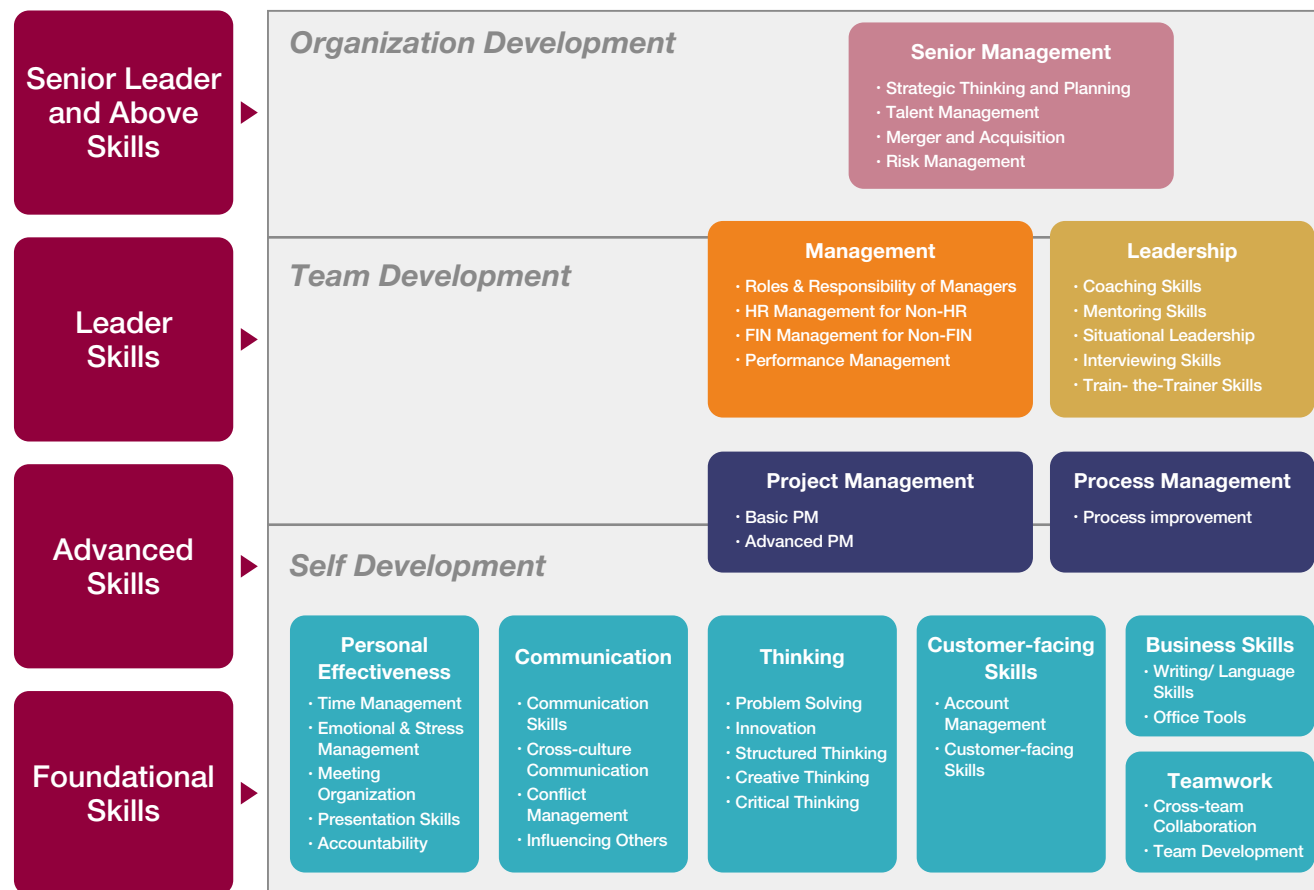 Senior Leader
and Above
Skills
Leader
Skills
Advanced
Skills
Foundational
Skills
Organization Development
Senior Management
· Strategic Thinking and Planning
· Talent Management
· Merger and Acquisition
· Risk Management
Team Development
Management
· Roles & Responsibility of Managers
· HR Management for Non-HR
· FIN Management for Non-FIN
· Performance Management
Leadership
· Coaching Skills
· Mentoring Skills
· Situational Leadership
· Interviewing Skills
· Train- the-Trainer Skills
Project Management
· Basic PM
· Advanced PM
Process Management
· Process improvement
Self Development
Personal
Effectiveness
· Time Management
· Emotional & Stress
Management
· Meeting
Organization
· Presentation Skills
· Accountability
Communication
· Communication
Skills
· Cross-culture
Communication
· Conflict
Management
· Influencing Others
Thinking
· Problem Solving
· Innovation
· Structured Thinking
· Creative Thinking
· Critical Thinking
Customer-facing
Skills
· Account
Management
· Customer-facing
Skills
Business Skills
· Writing/ Language
Skills
· Office Tools
Teamwork
· Cross-team
Collaboration
· Team Development